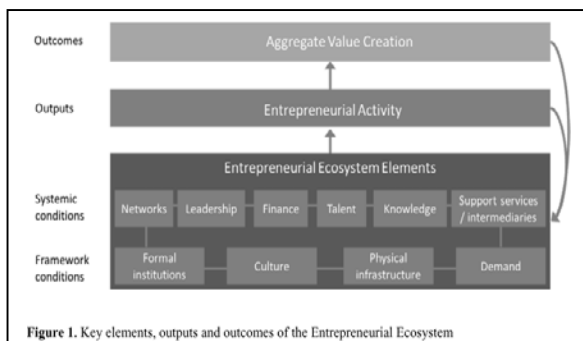 Outcomes
Aggregate Value Creation
Outputs
Entrepreneurial Activity
Entrepreneurial Ecosystem Elements
Systemic
conditions
Networks
Leadership
Finance
Talent
Knowledge
Support services
/ intermediaries
Framework
conditions
Formal
institutions
Culture
Physical
infrastructure
Demand
Figure 1. Key elements, outputs and outcomes of the Entrepreneurial Ecosystem